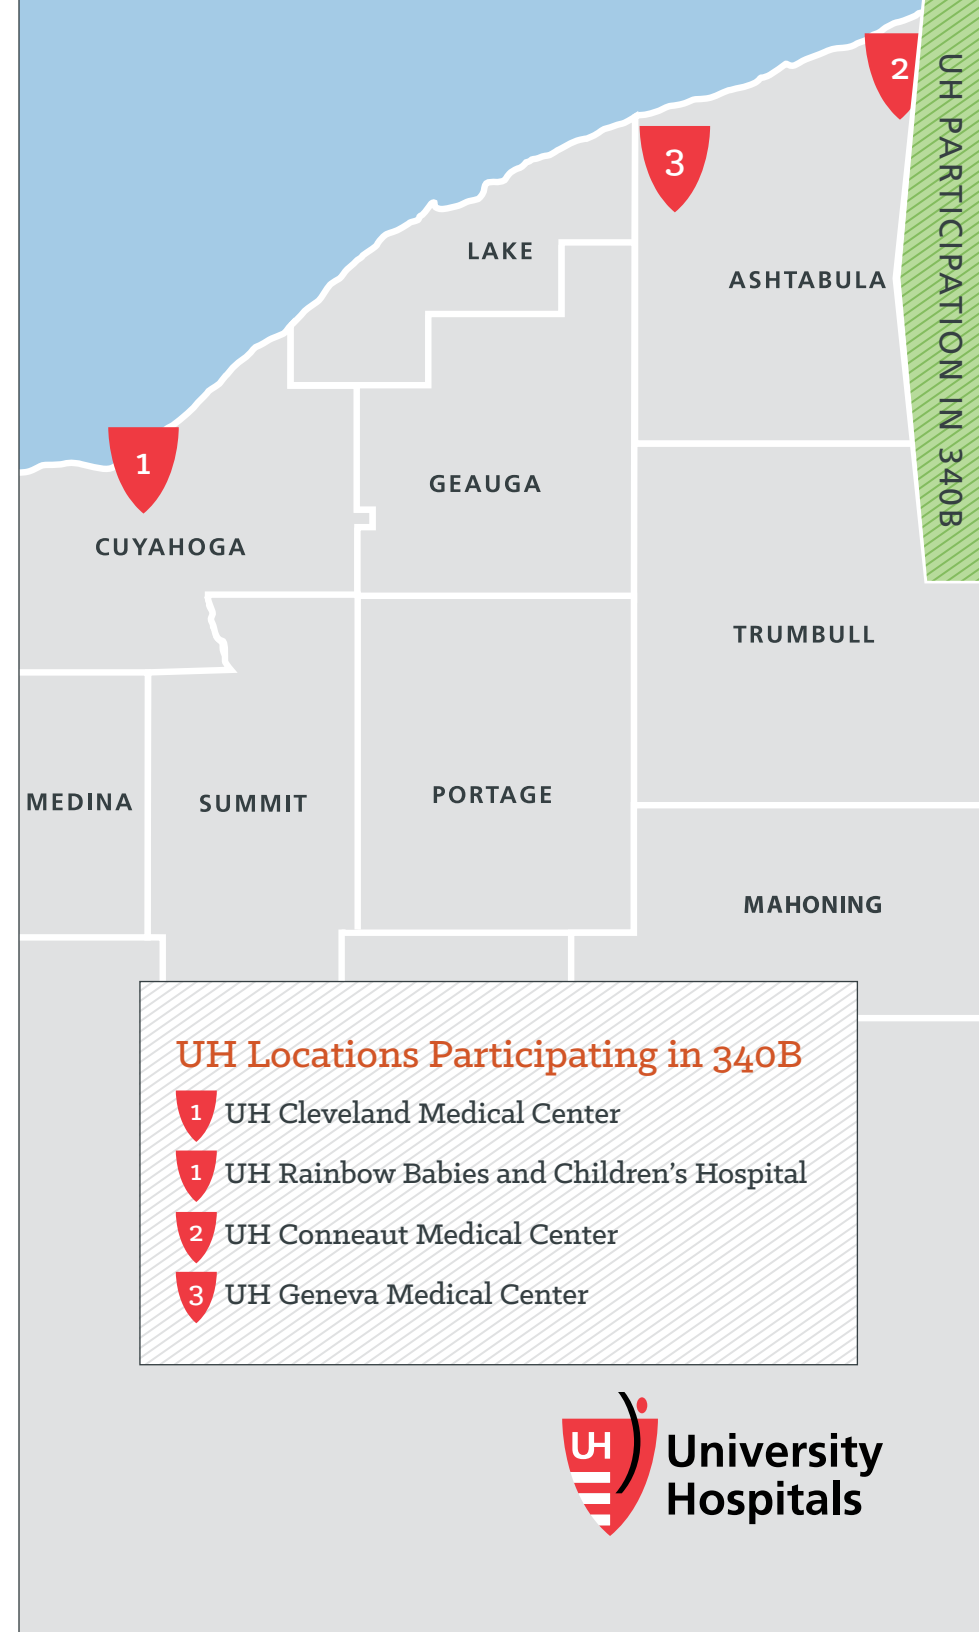 2
UH PARTICIPATION IN 340B
3
LAKE
ASHTABULA
1
GEAUGA
CUYAHOGA
TRUMBULL
MEDINA
SUMMIT
PORTAGE
MAHONING
UH Locations Participating in 340B
1 UH Cleveland Medical Center
1 UH Rainbow Babies and Children’s Hospital
2 UH Conneaut Medical Center
3 UH Geneva Medical Center
UH
University
Hospitals